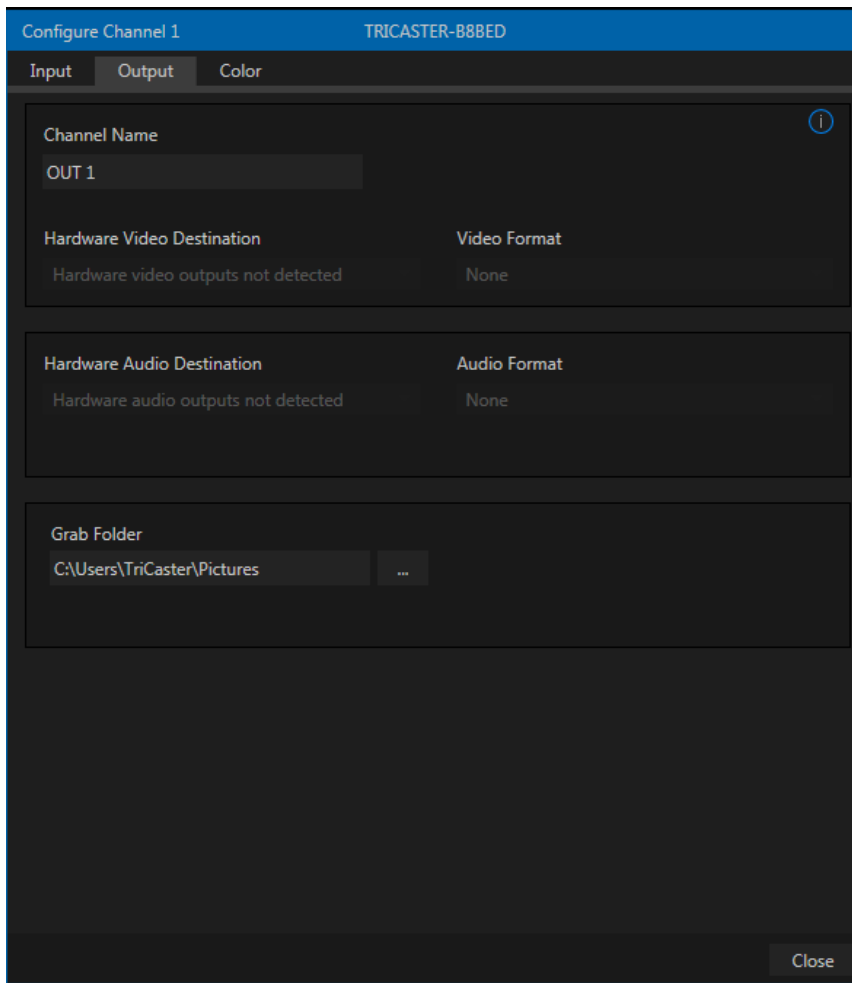 Configure Channel 1 TRICASTER-B8BED
Input Output Color
Channel Name
OUT 1
Hardware Video Destination Video Format
Hardware video outputs not detected None
Hardware Audio Destination Audio Format
Hardware audio outputs not detected None
Grab Folder
C:\Users\TriCaster\Pictures ...
Close